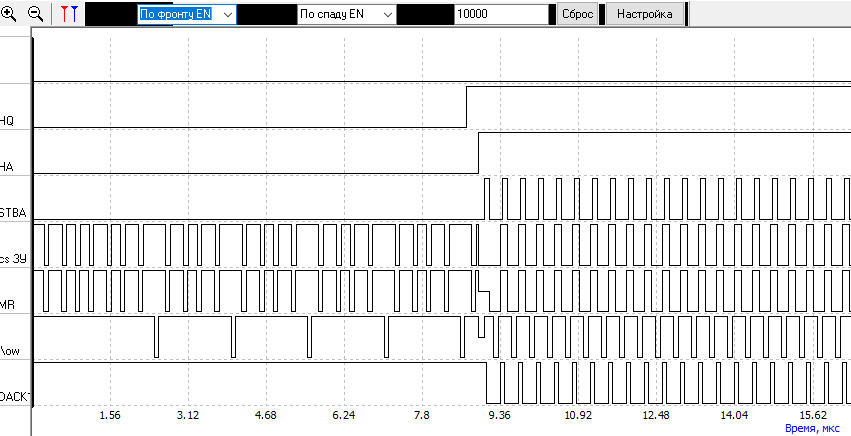 По фронту EN По спаду EN 10000 Сброс Настройка
HQ
HA
STBA
cs ЗУ
MR
\ow
DACK1
1.56 3.12 4.68 6.24 7.8 9.36 10.92 12.48 14.04 15.62
Время, мкс